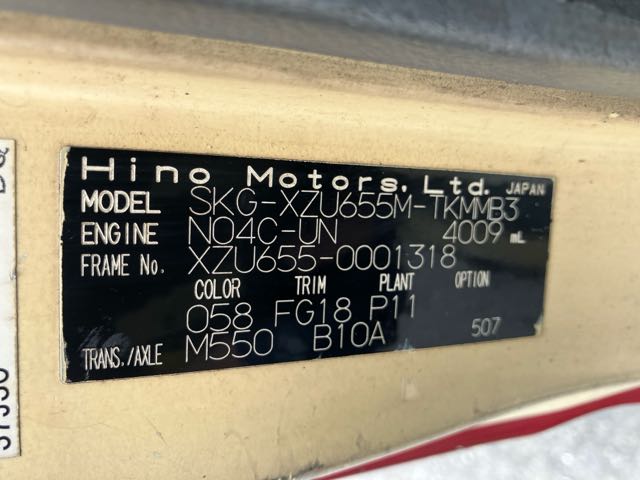 Hino Motors, Ltd. JAPAN
MODEL SKG-XZU655M-TKMMB3
ENGINE N04C-UN 4009 mL
FRAME No. XZU655-0001318
COLOR TRIM PLANT OPTION
058 FG18 P11
TRANS./AXLE M550 B10A 507